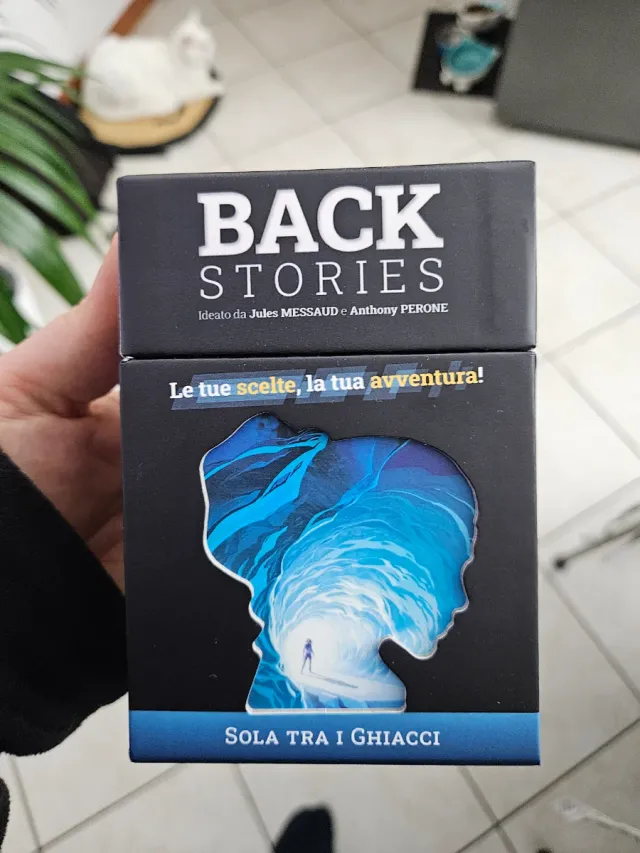 BACK
STORIES
Ideato da Jules MESSAUD e Anthony PERONE
Le tue scelte, la tua avventura!
SOLA TRA I GHIACCI